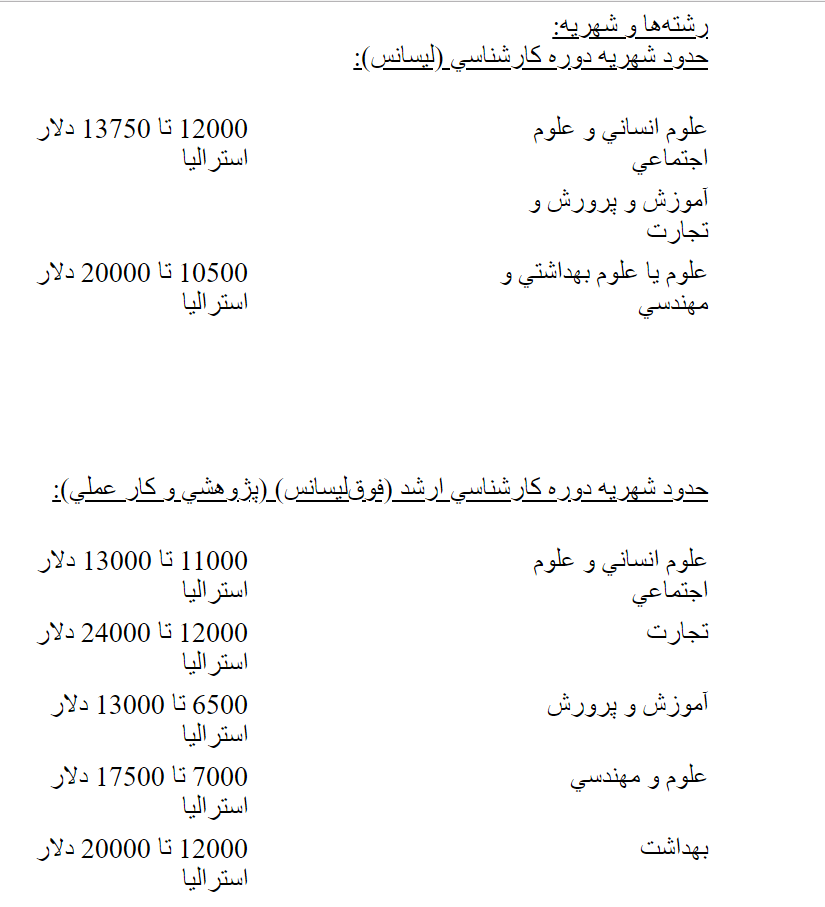 رشته‌ها و شهريه:
حدود شهريه دوره كارشناسي (ليسانس):
علوم انساني و علوم
اجتماعي
12000 تا 13750 دلار
استراليا
آموزش و پرورش و
تجارت
علوم يا علوم بهداشتي و
مهندسي
10500 تا 20000 دلار
استراليا
حدود شهريه دوره كارشناسي ارشد (فوق‌ليسانس) (پژوهشي و كار عملي):
علوم انساني و علوم
اجتماعي
11000 تا 13000 دلار
استراليا
تجارت
12000 تا 24000 دلار
استراليا
آموزش و پرورش
6500 تا 13000 دلار
استراليا
علوم و مهندسي
7000 تا 17500 دلار
استراليا
بهداشت
12000 تا 20000 دلار
استراليا